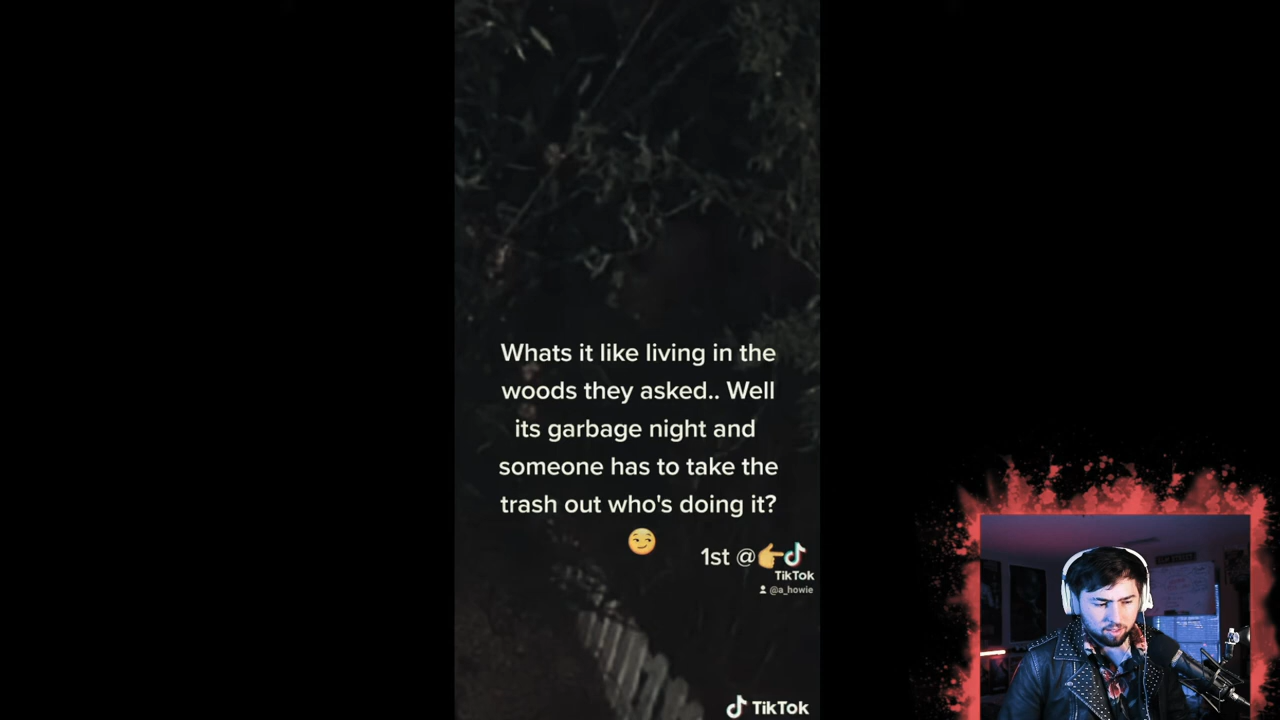 Whats it like living in the
woods they asked.. Well
its garbage night and
someone has to take the
trash out who's doing it?
😏
1st @👉
TikTok
@a_howie
TikTok